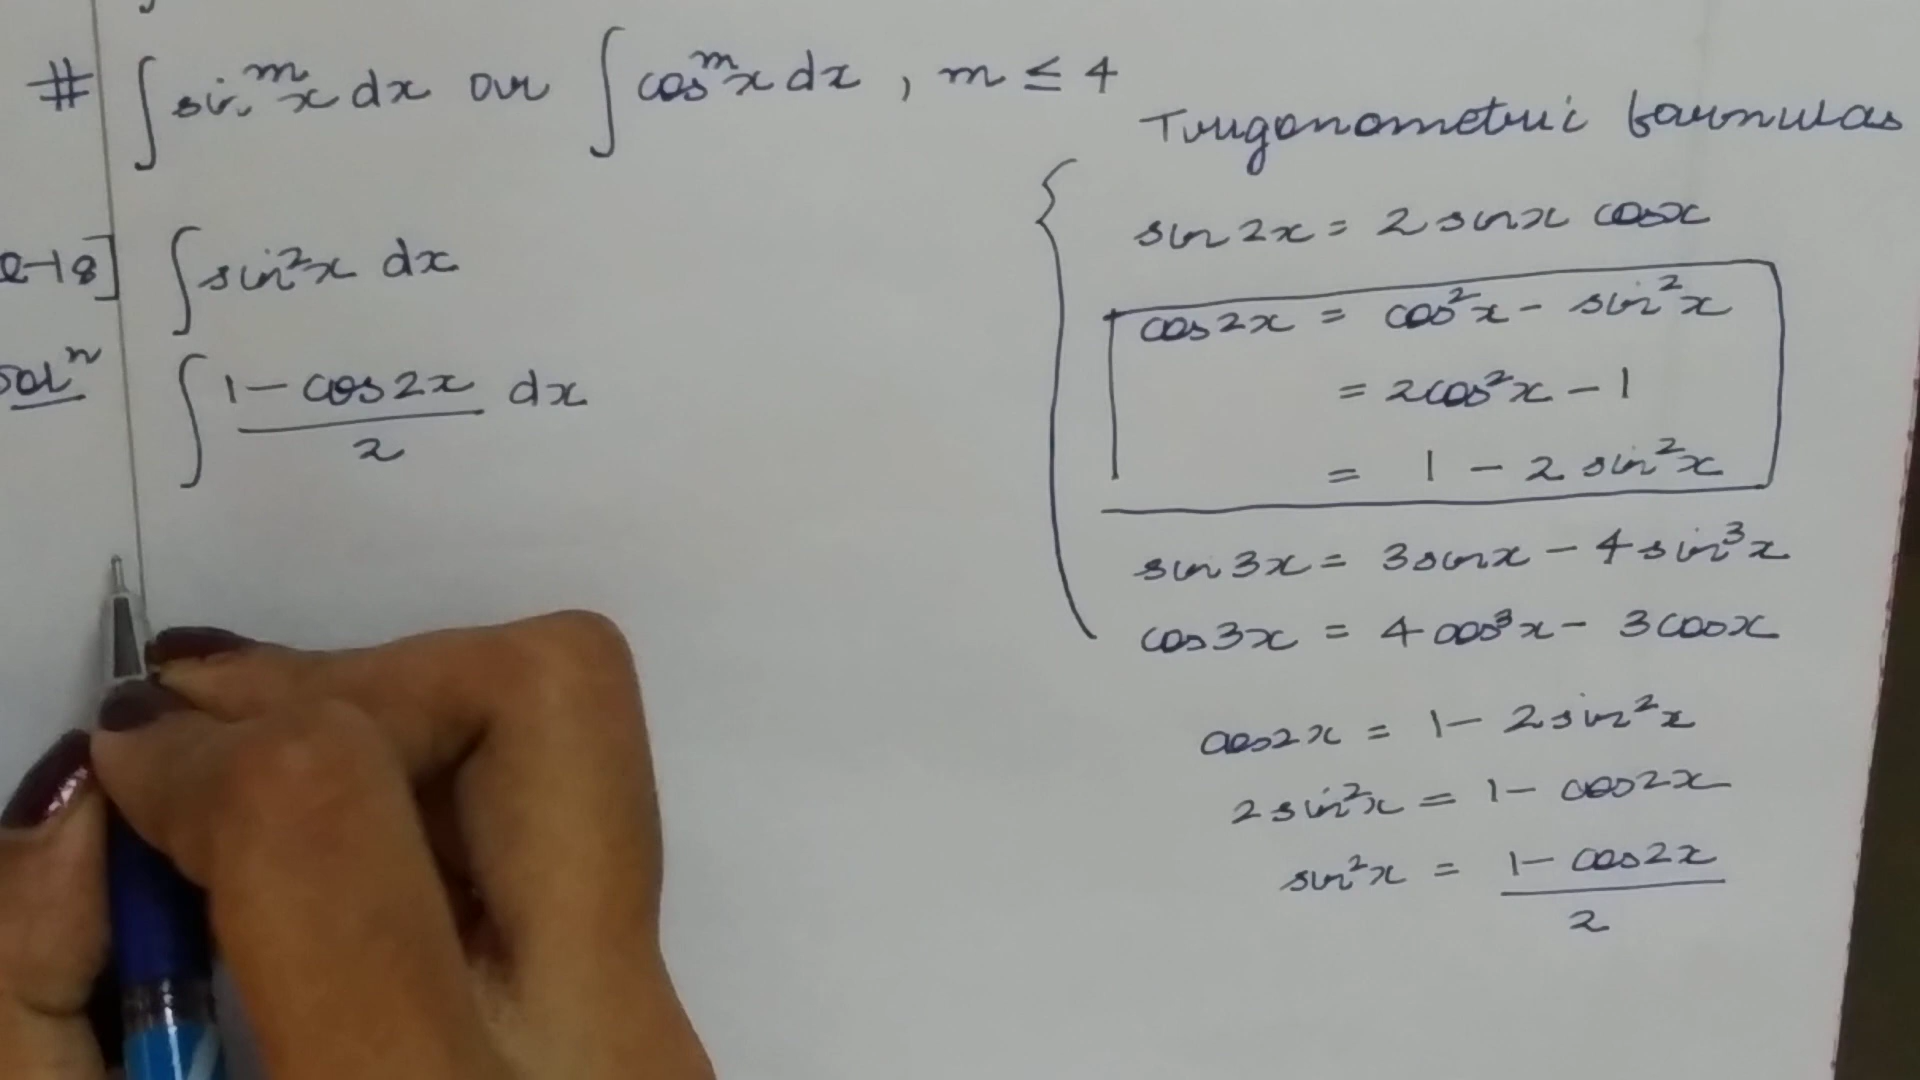 # ∫ sin^m x dx or ∫ cos^m x dx , m ≤ 4
Trigonometric formulas
sin 2x = 2 sin x cos x
cos 2x = cos²x - sin²x
= 2cos²x - 1
= 1 - 2 sin²x
sin 3x = 3 sin x - 4 sin³x
cos 3x = 4 cos³x - 3 cos x
cos 2x = 1 - 2 sin²x
2 sin²x = 1 - cos 2x
sin²x = (1 - cos 2x)/2
Q-18] ∫ sin²x dx
Solⁿ ∫ (1 - cos 2x)/2 dx